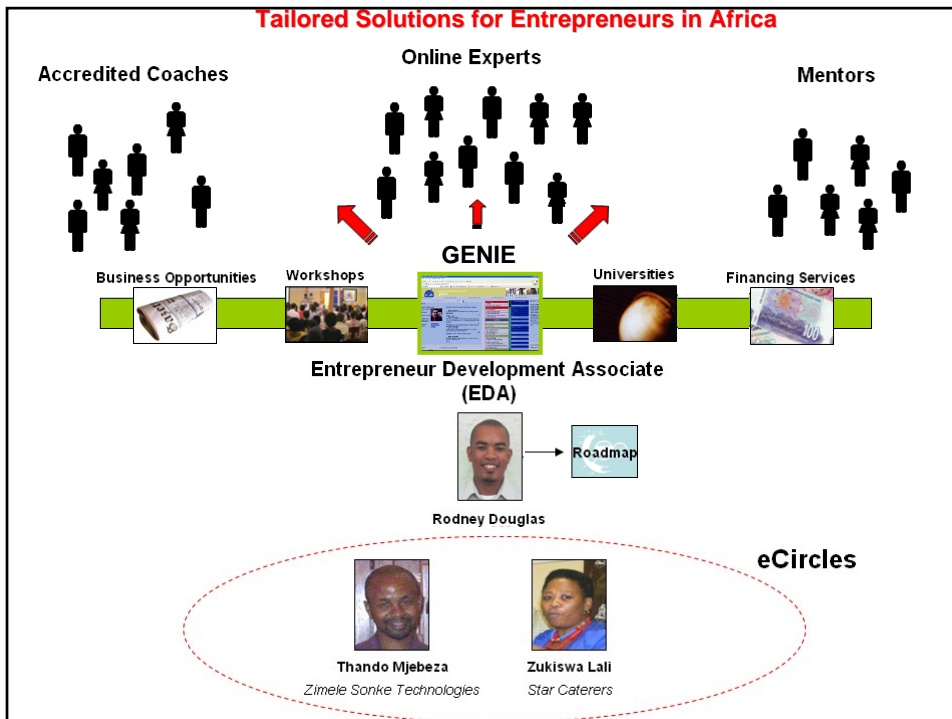 Tailored Solutions for Entrepreneurs in Africa
Online Experts
Accredited Coaches
Mentors
GENIE
Business Opportunities
Workshops
Universities
Financing Services
100
Entrepreneur Development Associate
(EDA)
Roadmap
Rodney Douglas
eCircles
Thando Mjebeza
Zukiswa Lali
Zimele Sonke Technologies
Star Caterers